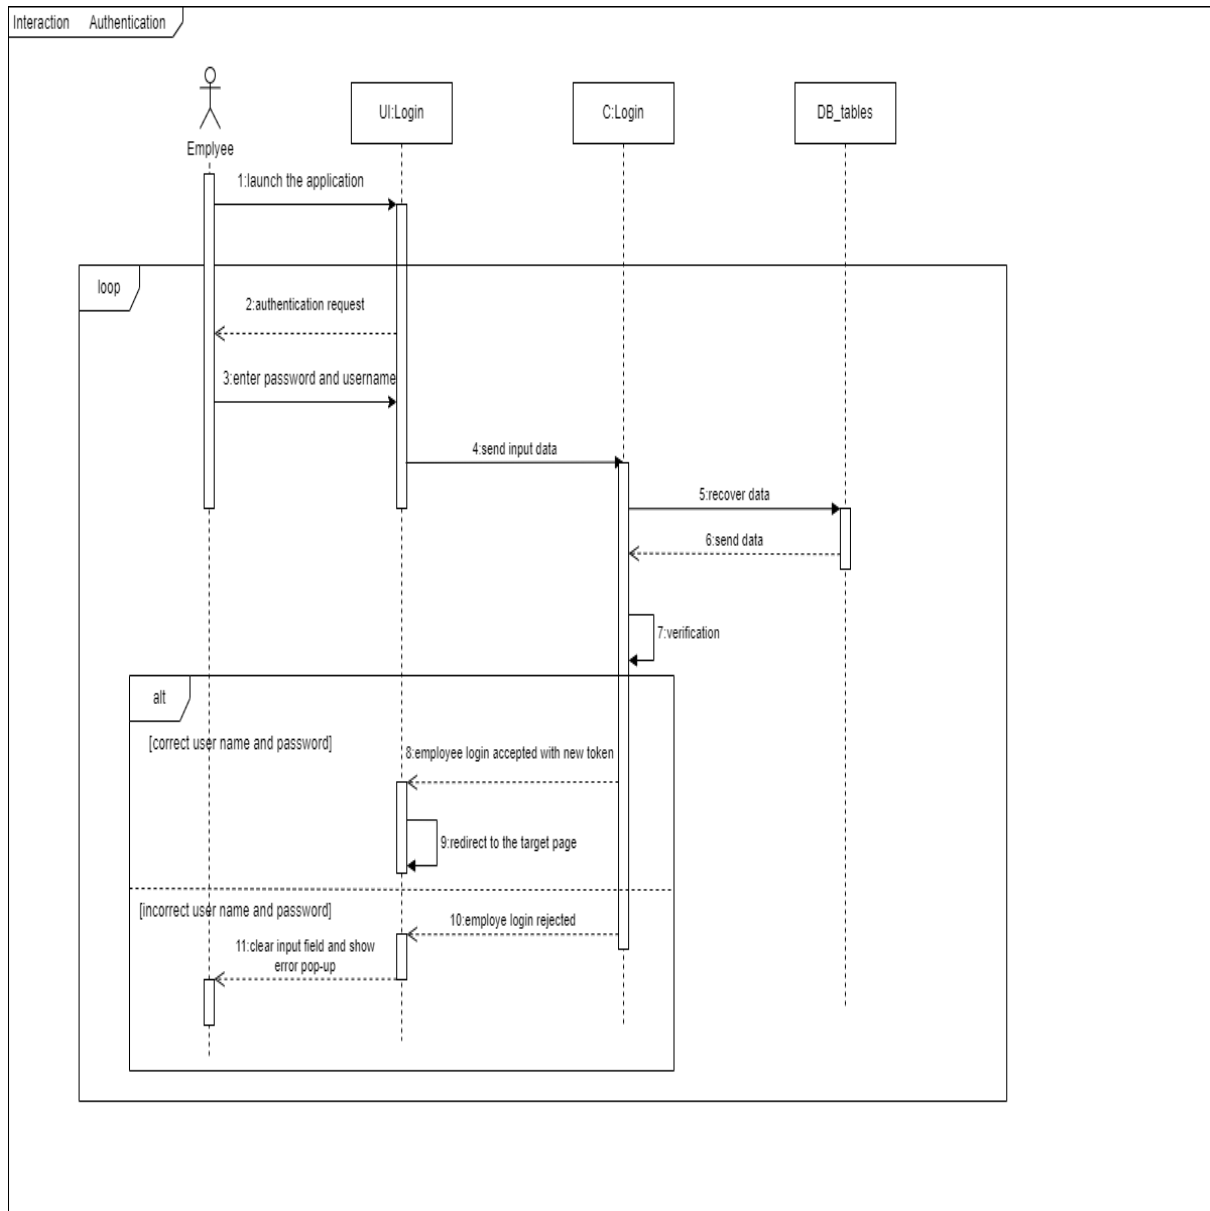 Interaction Authentication
UI:Login
C:Login
DB_tables
Emplyee
1:launch the application
loop
2:authentication request
3:enter password and username
4:send input data
5:recover data
6:send data
7:verification
alt
[correct user name and password]
8:employee login accepted with new token
9:redirect to the target page
[incorrect user name and password]
10:employe login rejected
11:clear input field and show
error pop-up